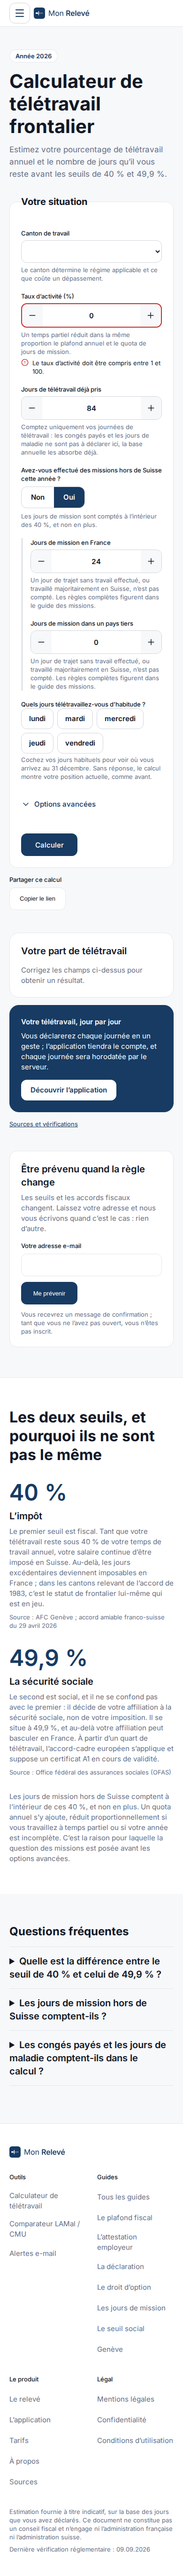 Mon Relevé
Année 2026
Calculateur de
télétravail
frontalier
Estimez votre pourcentage de télétravail
annuel et le nombre de jours qu'il vous
reste avant les seuils de 40 % et 49,9 %.
Votre situation
Canton de travail
Le canton détermine le régime applicable et ce
que coûte un dépassement.
Taux d'activité (%)
0
Un temps partiel réduit dans la même
proportion le plafond annuel et le quota de
jours de mission.
Le taux d'activité doit être compris entre 1 et
100.
Jours de télétravail déjà pris
84
Comptez uniquement vos journées de
télétravail : les congés payés et les jours de
maladie ne sont pas à déclarer ici, la base
annuelle les absorbe déjà.
Avez-vous effectué des missions hors de Suisse
cette année ?
Non
Oui
Les jours de mission sont comptés à l'intérieur
des 40 %, et non en plus.
Jours de mission en France
24
Un jour de trajet sans travail effectué, ou
travaillé majoritairement en Suisse, n'est pas
compté. Les règles complètes figurent dans
le guide des missions.
Jours de mission dans un pays tiers
0
Un jour de trajet sans travail effectué, ou
travaillé majoritairement en Suisse, n'est pas
compté. Les règles complètes figurent dans
le guide des missions.
Quels jours télétravaillez-vous d'habitude ?
lundi
mardi
mercredi
jeudi
vendredi
Cochez vos jours habituels pour voir où vous
arrivez au 31 décembre. Sans réponse, le calcul
montre votre position actuelle, comme avant.
Options avancées
Calculer
Partager ce calcul
Copier le lien
Votre part de télétravail
Corrigez les champs ci-dessus pour
obtenir un résultat.
Votre télétravail, jour par jour
Vous déclarerez chaque journée en un
geste ; l'application tiendra le compte, et
chaque journée sera horodatée par le
serveur.
Découvrir l'application
Sources et vérifications
Être prévenu quand la règle
change
Les seuils et les accords fiscaux
changent. Laissez votre adresse et nous
vous écrivons quand c'est le cas : rien
d'autre.
Votre adresse e-mail
Me prévenir
Vous recevrez un message de confirmation ;
tant que vous ne l'avez pas ouvert, vous n'êtes
pas inscrit.
Les deux seuils, et
pourquoi ils ne sont
pas le même
40 %
L'impôt
Le premier seuil est fiscal. Tant que votre
télétravail reste sous 40 % de votre temps de
travail annuel, votre salaire continue d'être
imposé en Suisse. Au-delà, les jours
excédentaires deviennent imposables en
France ; dans les cantons relevant de l'accord de
1983, c'est le statut de frontalier lui-même qui
est en jeu.
Source : AFC Genève ; accord amiable franco-suisse
du 29 avril 2026
49,9 %
La sécurité sociale
Le second est social, et il ne se confond pas
avec le premier : il décide de votre affiliation à la
sécurité sociale, non de votre imposition. Il se
situe à 49,9 %, et au-delà votre affiliation peut
basculer en France. À partir d'un quart de
télétravail, l'accord-cadre européen s'applique et
suppose un certificat A1 en cours de validité.
Source : Office fédéral des assurances sociales (OFAS)
Les jours de mission hors de Suisse comptent à
l'intérieur de ces 40 %, et non en plus. Un quota
annuel s'y ajoute, réduit proportionnellement si
vous travaillez à temps partiel ou si votre année
est incomplète. C'est la raison pour laquelle la
question des missions est posée avant les
options avancées.
Questions fréquentes
Quelle est la différence entre le
seuil de 40 % et celui de 49,9 % ?
Les jours de mission hors de
Suisse comptent-ils ?
Les congés payés et les jours de
maladie comptent-ils dans le
calcul ?
Mon Relevé
Outils
Calculateur de
télétravail
Comparateur LAMal /
CMU
Alertes e-mail
Guides
Tous les guides
Le plafond fiscal
L'attestation
employeur
La déclaration
Le droit d'option
Les jours de mission
Le seuil social
Genève
Le produit
Le relevé
L'application
Tarifs
À propos
Sources
Légal
Mentions légales
Confidentialité
Conditions d'utilisation
Estimation fournie à titre indicatif, sur la base des jours
que vous avez déclarés. Ce document ne constitue pas
un conseil fiscal et n'engage ni l'administration française
ni l'administration suisse.
Dernière vérification réglementaire : 09.09.2026